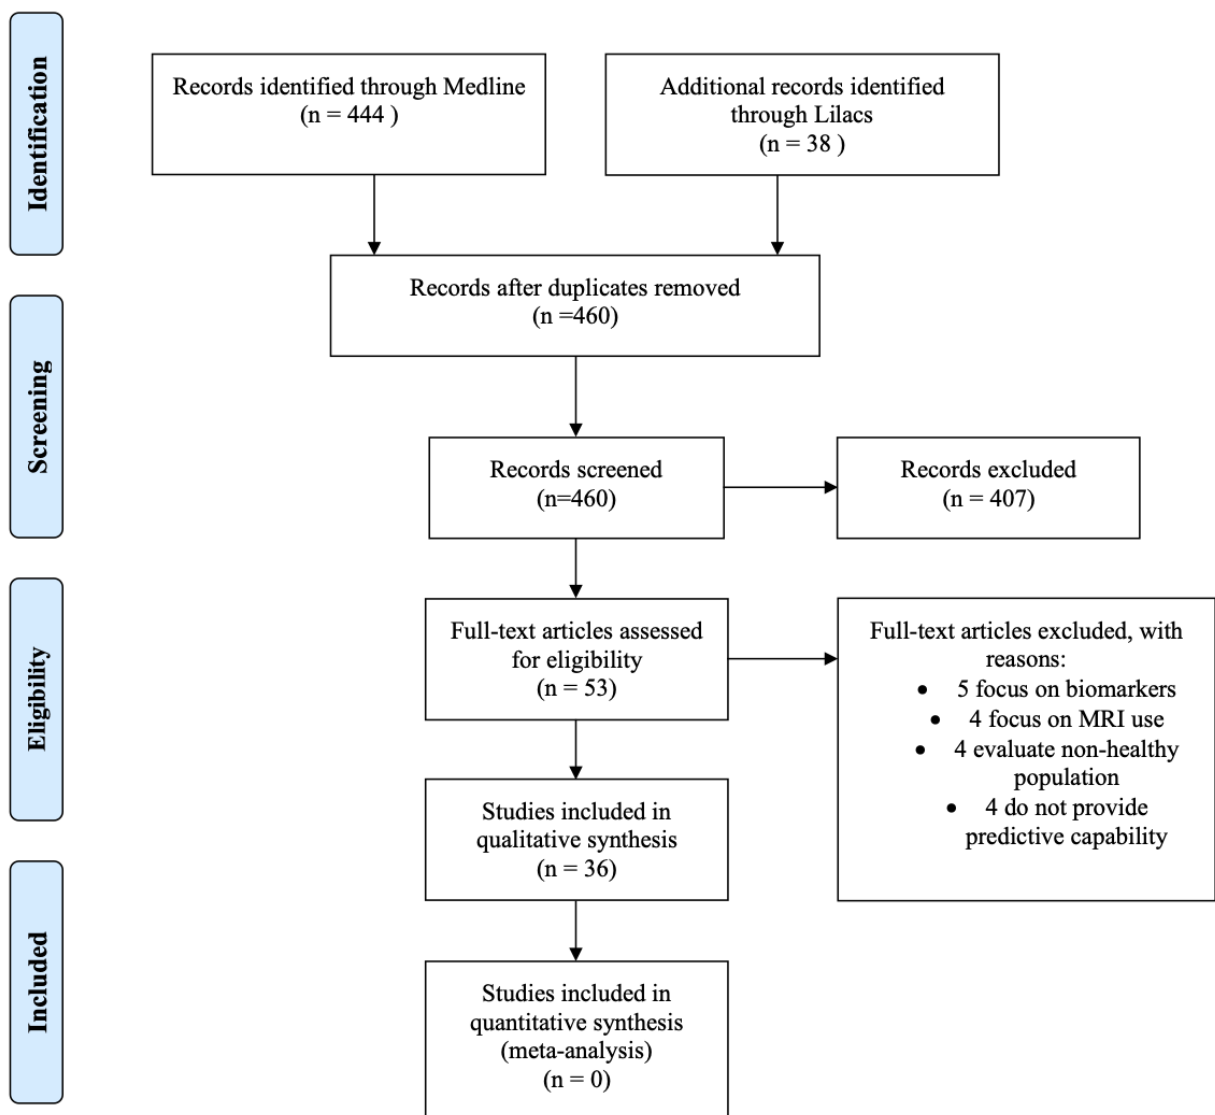 Identification
Records identified through Medline
(n = 444 )
Additional records identified
through Lilacs
(n = 38 )
Records after duplicates removed
(n =460)
Screening
Records screened
(n=460)
Records excluded
(n = 407)
Eligibility
Full-text articles assessed
for eligibility
(n = 53)
Full-text articles excluded, with
reasons:
• 5 focus on biomarkers
• 4 focus on MRI use
• 4 evaluate non-healthy
population
• 4 do not provide
predictive capability
Studies included in
qualitative synthesis
(n = 36)
Included
Studies included in
quantitative synthesis
(meta-analysis)
(n = 0)